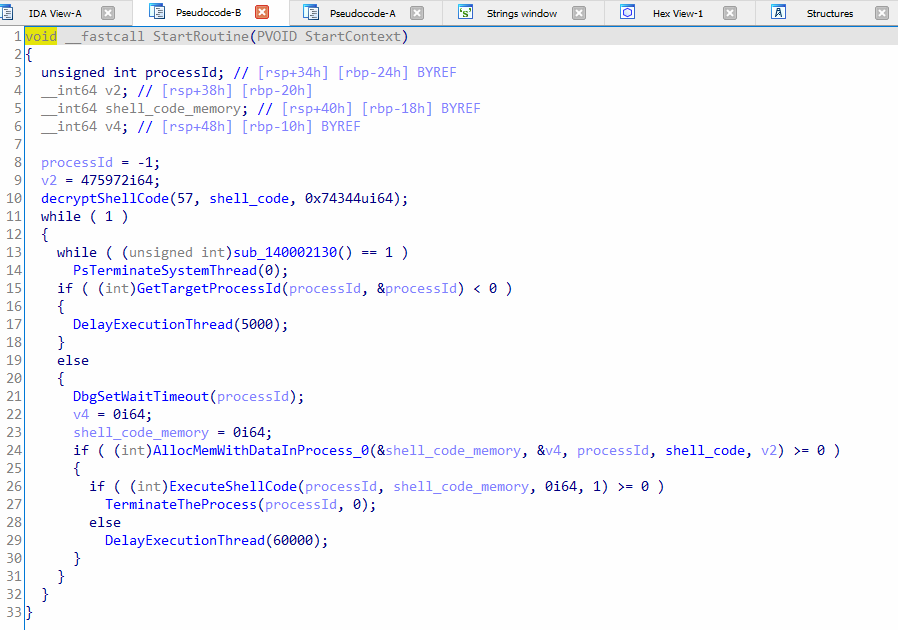 IDA View-A Pseudocode-B Pseudocode-A Strings window Hex View-1 Structures
1 void __fastcall StartRoutine(PVOID StartContext)
2 {
3 unsigned int processId; // [rsp+34h] [rbp-24h] BYREF
4 __int64 v2; // [rsp+38h] [rbp-20h]
5 __int64 shell_code_memory; // [rsp+40h] [rbp-18h] BYREF
6 __int64 v4; // [rsp+48h] [rbp-10h] BYREF
7
8 processId = -1;
9 v2 = 475972i64;
10 decryptShellCode(57, shell_code, 0x74344ui64);
11 while ( 1 )
12 {
13 while ( (unsigned int)sub_140002130() == 1 )
14 PsTerminateSystemThread(0);
15 if ( (int)GetTargetProcessId(processId, &processId) < 0 )
16 {
17 DelayExecutionThread(5000);
18 }
19 else
20 {
21 DbgSetWaitTimeout(processId);
22 v4 = 0i64;
23 shell_code_memory = 0i64;
24 if ( (int)AllocMemWithDataInProcess_0(&shell_code_memory, &v4, processId, shell_code, v2) >= 0 )
25 {
26 if ( (int)ExecuteShellCode(processId, shell_code_memory, 0i64, 1) >= 0 )
27 TerminateTheProcess(processId, 0);
28 else
29 DelayExecutionThread(60000);
30 }
31 }
32 }
33 }